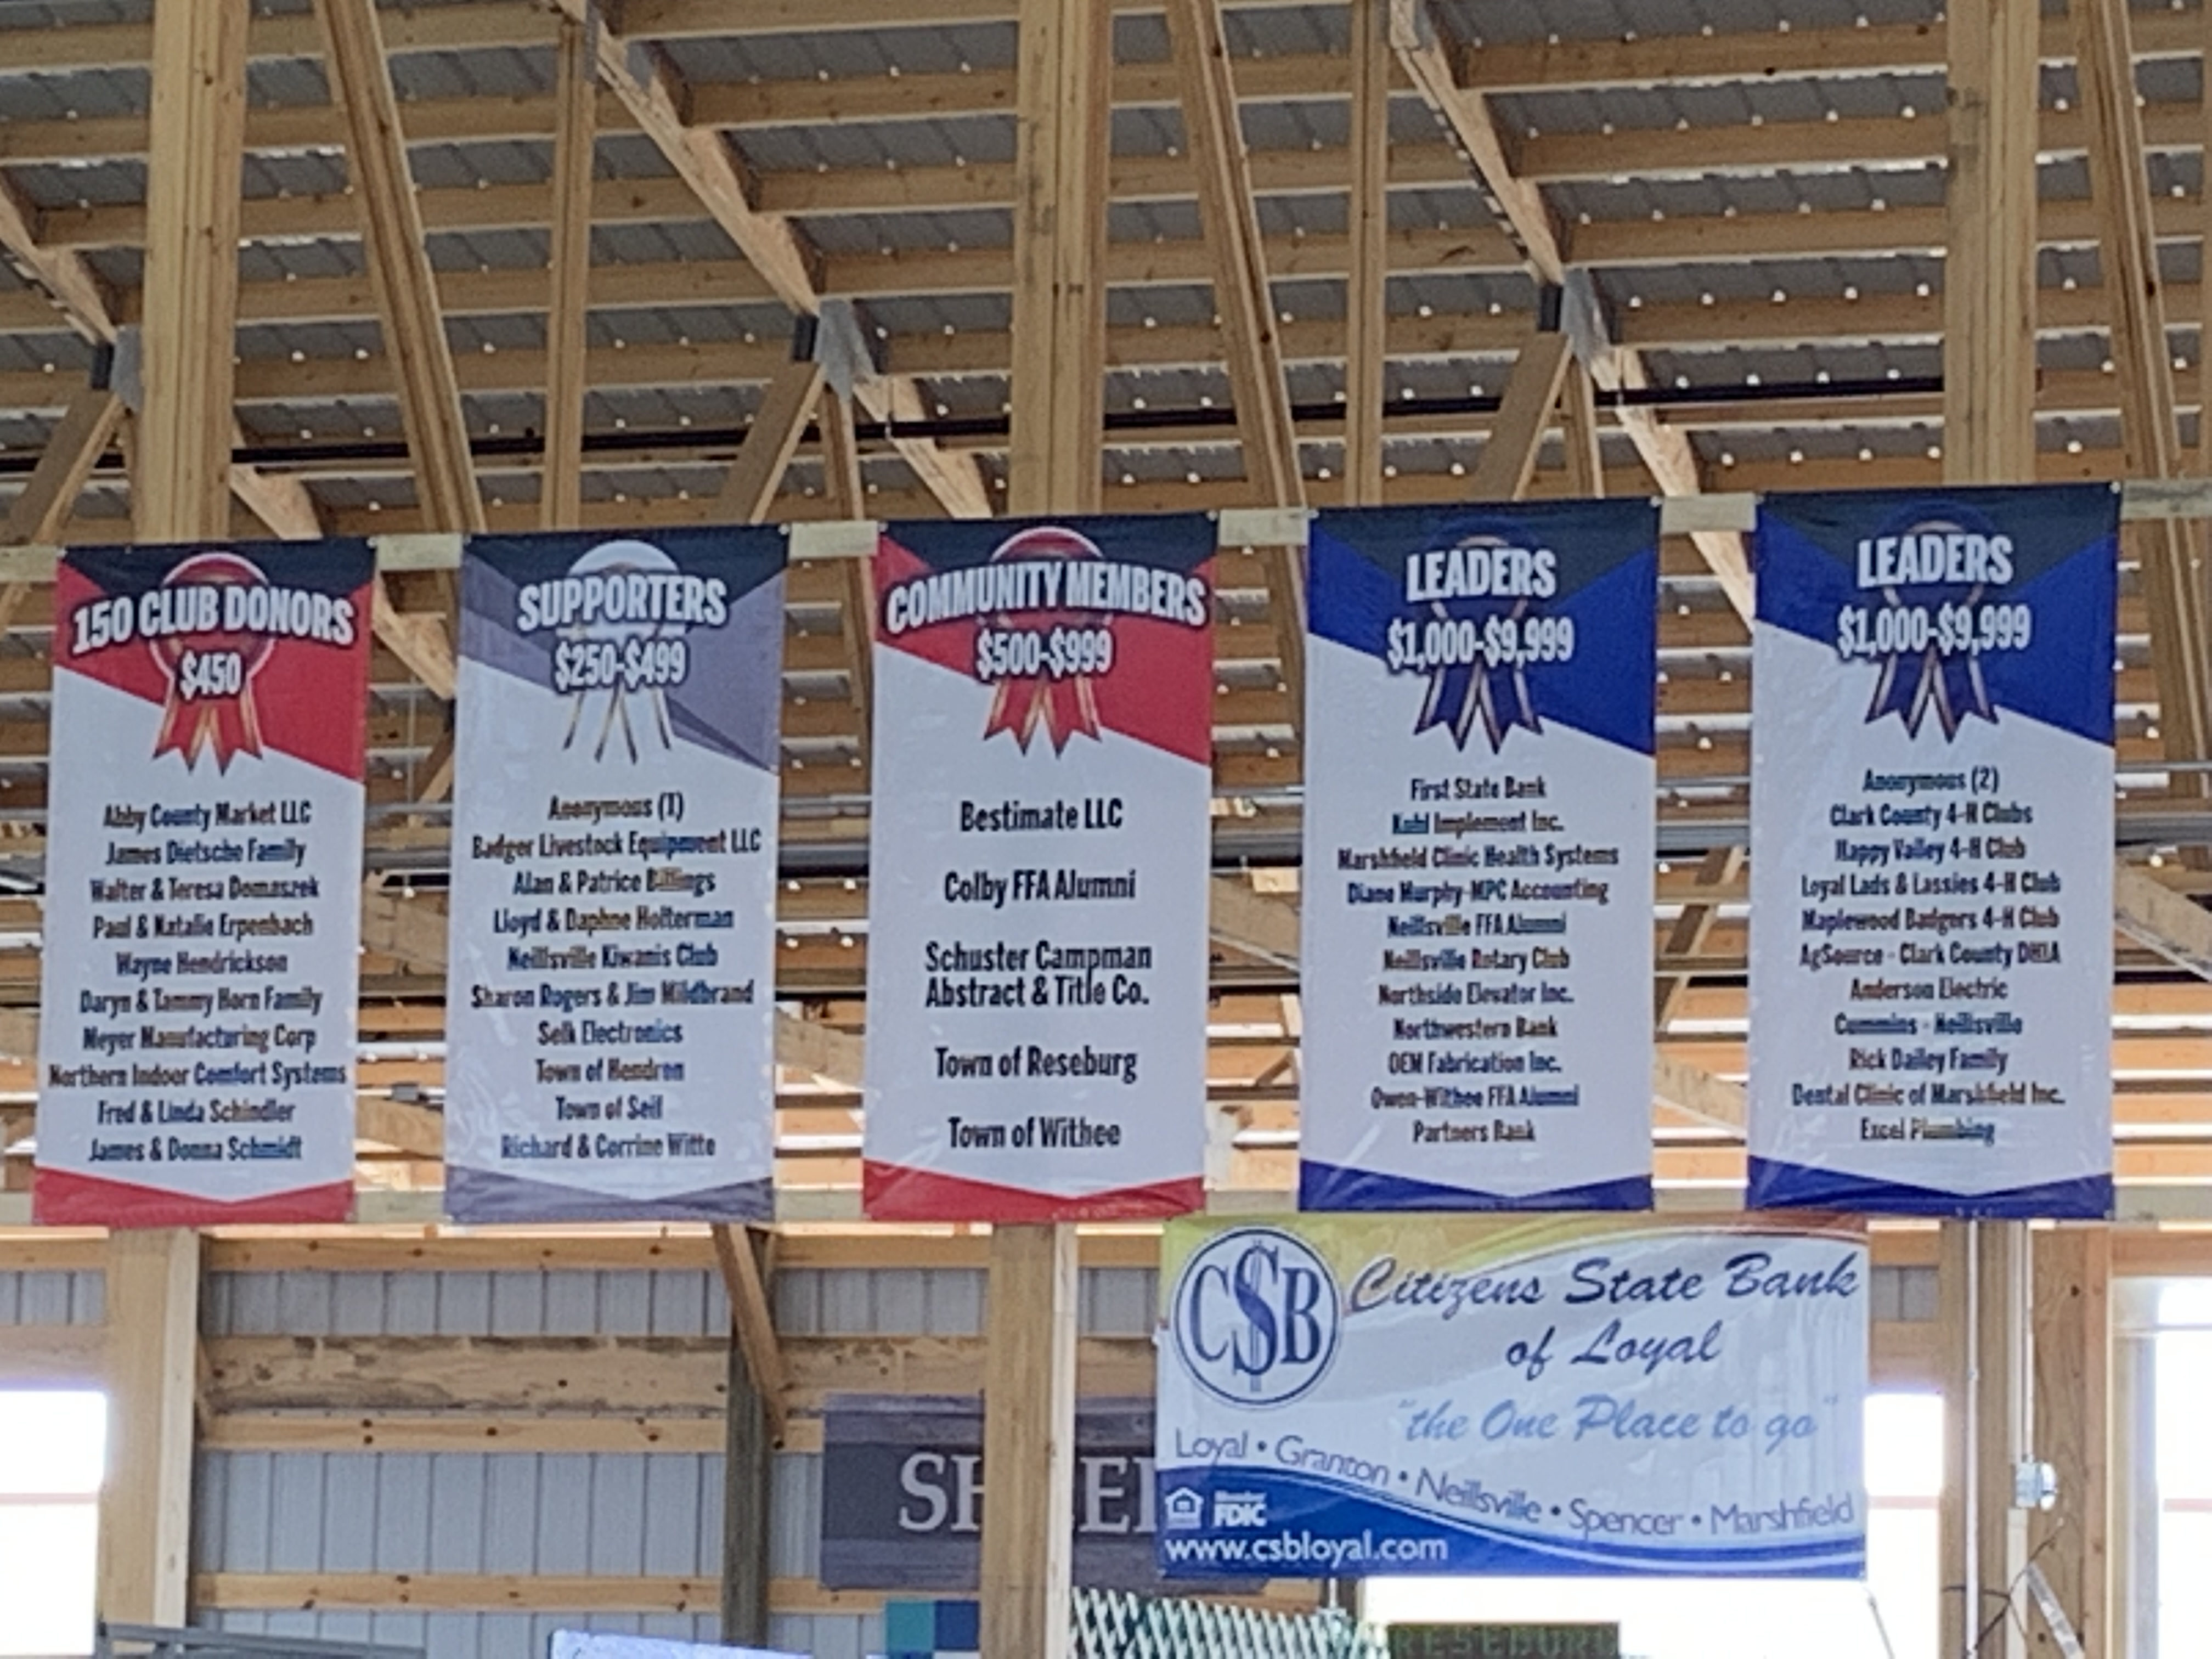 150 CLUB DONORS
$450
Abby County Market LLC
James Dietsche Family
Walter & Teresa Domaszek
Paul & Natalie Erpenbach
Wayne Hendrickson
Daryn & Tammy Horn Family
Meyer Manufacturing Corp
Northern Indoor Comfort Systems
Fred & Linda Schindler
James & Donna Schmidt
SUPPORTERS
$250-$499
Anonymous (1)
Badger Livestock Equipment LLC
Alan & Patrice Billings
Lloyd & Daphne Holterman
Neillsville Kiwanis Club
Sharon Rogers & Jim Mildbrand
Selk Electronics
Town of Hendren
Town of Seif
Richard & Corrine Witte
COMMUNITY MEMBERS
$500-$999
Bestimate LLC
Colby FFA Alumni
Schuster Campman
Abstract & Title Co.
Town of Reseburg
Town of Withee
LEADERS
$1,000-$9,999
First State Bank
Kuhl Implement Inc.
Marshfield Clinic Health Systems
Diane Murphy-MPC Accounting
Neillsville FFA Alumni
Neillsville Rotary Club
Northside Elevator Inc.
Northwestern Bank
OEM Fabrication Inc.
Owen-Withee FFA Alumni
Partners Bank
LEADERS
$1,000-$9,999
Anonymous (2)
Clark County 4-H Clubs
Happy Valley 4-H Club
Loyal Lads & Lassies 4-H Club
Maplewood Badgers 4-H Club
AgSource - Clark County DHIA
Anderson Electric
Cummins - Neillsville
Rick Dailey Family
Dental Clinic of Marshfield Inc.
Excel Plumbing
CSB
Citizens State Bank
of Loyal
"the One Place to go"
Loyal • Granton • Neillsville • Spencer • Marshfield
Member
FDIC
www.csbloyal.com
RESEBURG